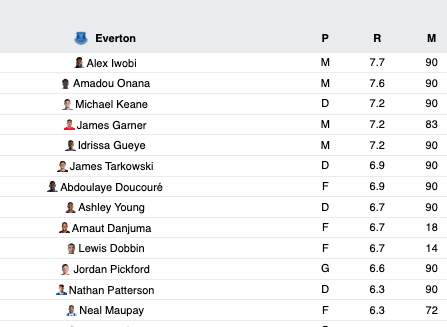 Everton P R M
Alex Iwobi M 7.7 90
Amadou Onana M 7.6 90
Michael Keane D 7.2 90
James Garner M 7.2 83
Idrissa Gueye M 7.2 90
James Tarkowski D 6.9 90
Abdoulaye Doucouré F 6.9 90
Ashley Young D 6.7 90
Arnaut Danjuma F 6.7 18
Lewis Dobbin F 6.7 14
Jordan Pickford G 6.6 90
Nathan Patterson D 6.3 90
Neal Maupay F 6.3 72